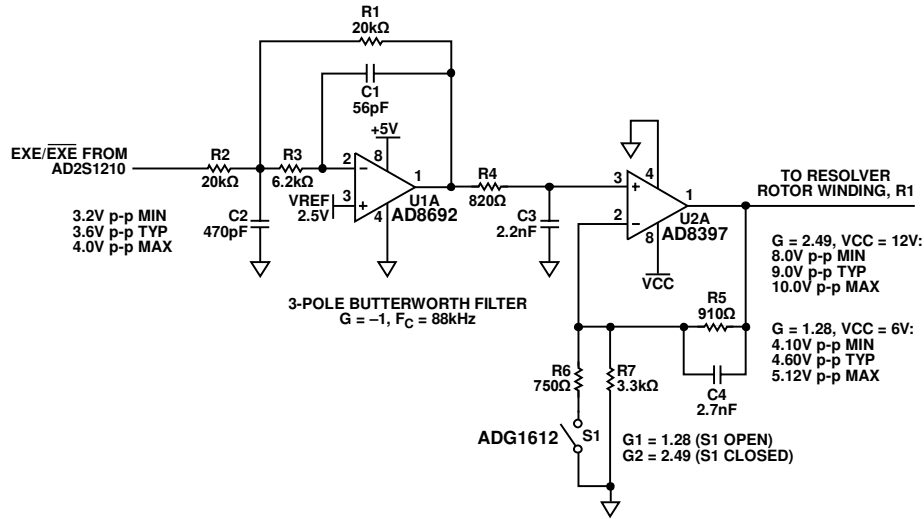 R1
20kΩ
C1
56pF
+5V
EXE/EXE FROM
AD2S1210
R2
20kΩ
R3
6.2kΩ
2
8
1
3
4
VREF
2.5V
U1A
AD8692
R4
820Ω
3
4
1
2
8
U2A
AD8397
VCC
TO RESOLVER
ROTOR WINDING, R1
3.2V p-p MIN
3.6V p-p TYP
4.0V p-p MAX
C2
470pF
C3
2.2nF
3-POLE BUTTERWORTH FILTER
G = –1, FC = 88kHz
G = 2.49, VCC = 12V:
8.0V p-p MIN
9.0V p-p TYP
10.0V p-p MAX
R5
910Ω
G = 1.28, VCC = 6V:
4.10V p-p MIN
4.60V p-p TYP
5.12V p-p MAX
C4
2.7nF
R6
750Ω
R7
3.3kΩ
ADG1612
S1
G1 = 1.28 (S1 OPEN)
G2 = 2.49 (S1 CLOSED)